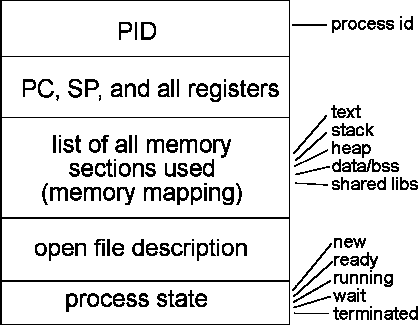 PID
process id
PC, SP, and all registers
list of all memory
sections used
(memory mapping)
text
stack
heap
data/bss
shared libs
open file description
process state
new
ready
running
wait
terminated